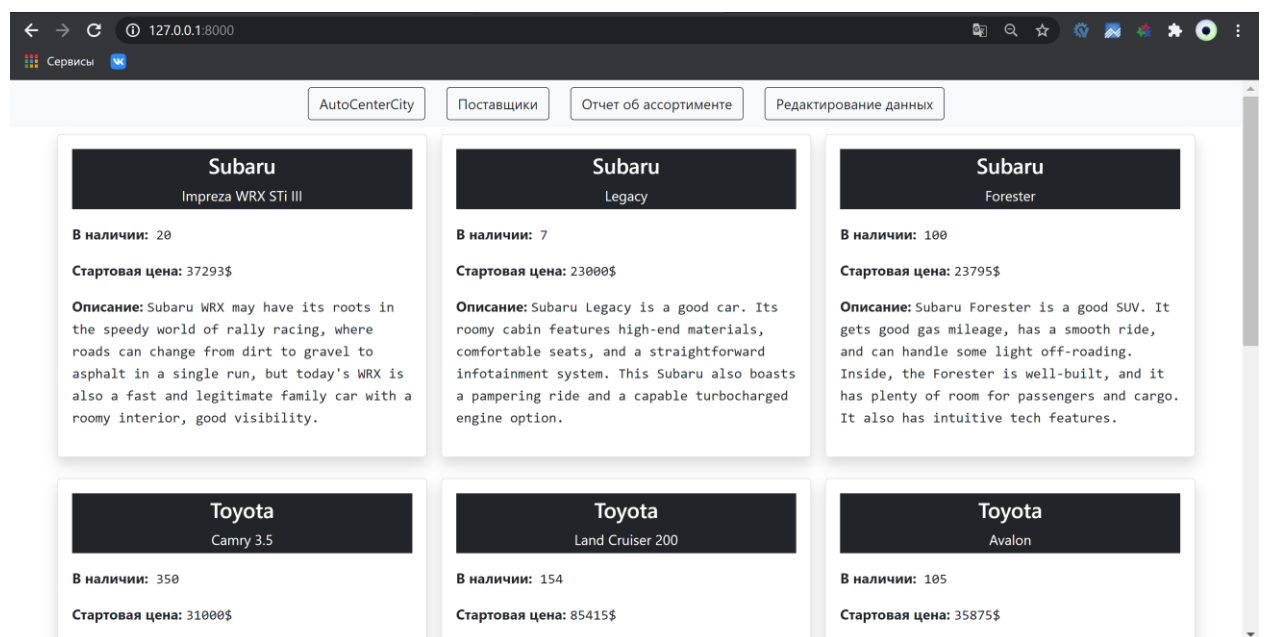 127.0.0.1:8000
Сервисы
AutoCenterCity Поставщики Отчет об ассортименте Редактирование данных
Subaru
Impreza WRX STi III
В наличии: 20
Стартовая цена: 37293$
Описание: Subaru WRX may have its roots in
the speedy world of rally racing, where
roads can change from dirt to gravel to
asphalt in a single run, but today's WRX is
also a fast and legitimate family car with a
roomy interior, good visibility.
Subaru
Legacy
В наличии: 7
Стартовая цена: 23000$
Описание: Subaru Legacy is a good car. Its
roomy cabin features high-end materials,
comfortable seats, and a straightforward
infotainment system. This Subaru also boasts
a pampering ride and a capable turbocharged
engine option.
Subaru
Forester
В наличии: 100
Стартовая цена: 23795$
Описание: Subaru Forester is a good SUV. It
gets good gas mileage, has a smooth ride,
and can handle some light off-roading.
Inside, the Forester is well-built, and it
has plenty of room for passengers and cargo.
It also has intuitive tech features.
Toyota
Camry 3.5
В наличии: 350
Стартовая цена: 31000$
Toyota
Land Cruiser 200
В наличии: 154
Стартовая цена: 85415$
Toyota
Avalon
В наличии: 105
Стартовая цена: 35875$